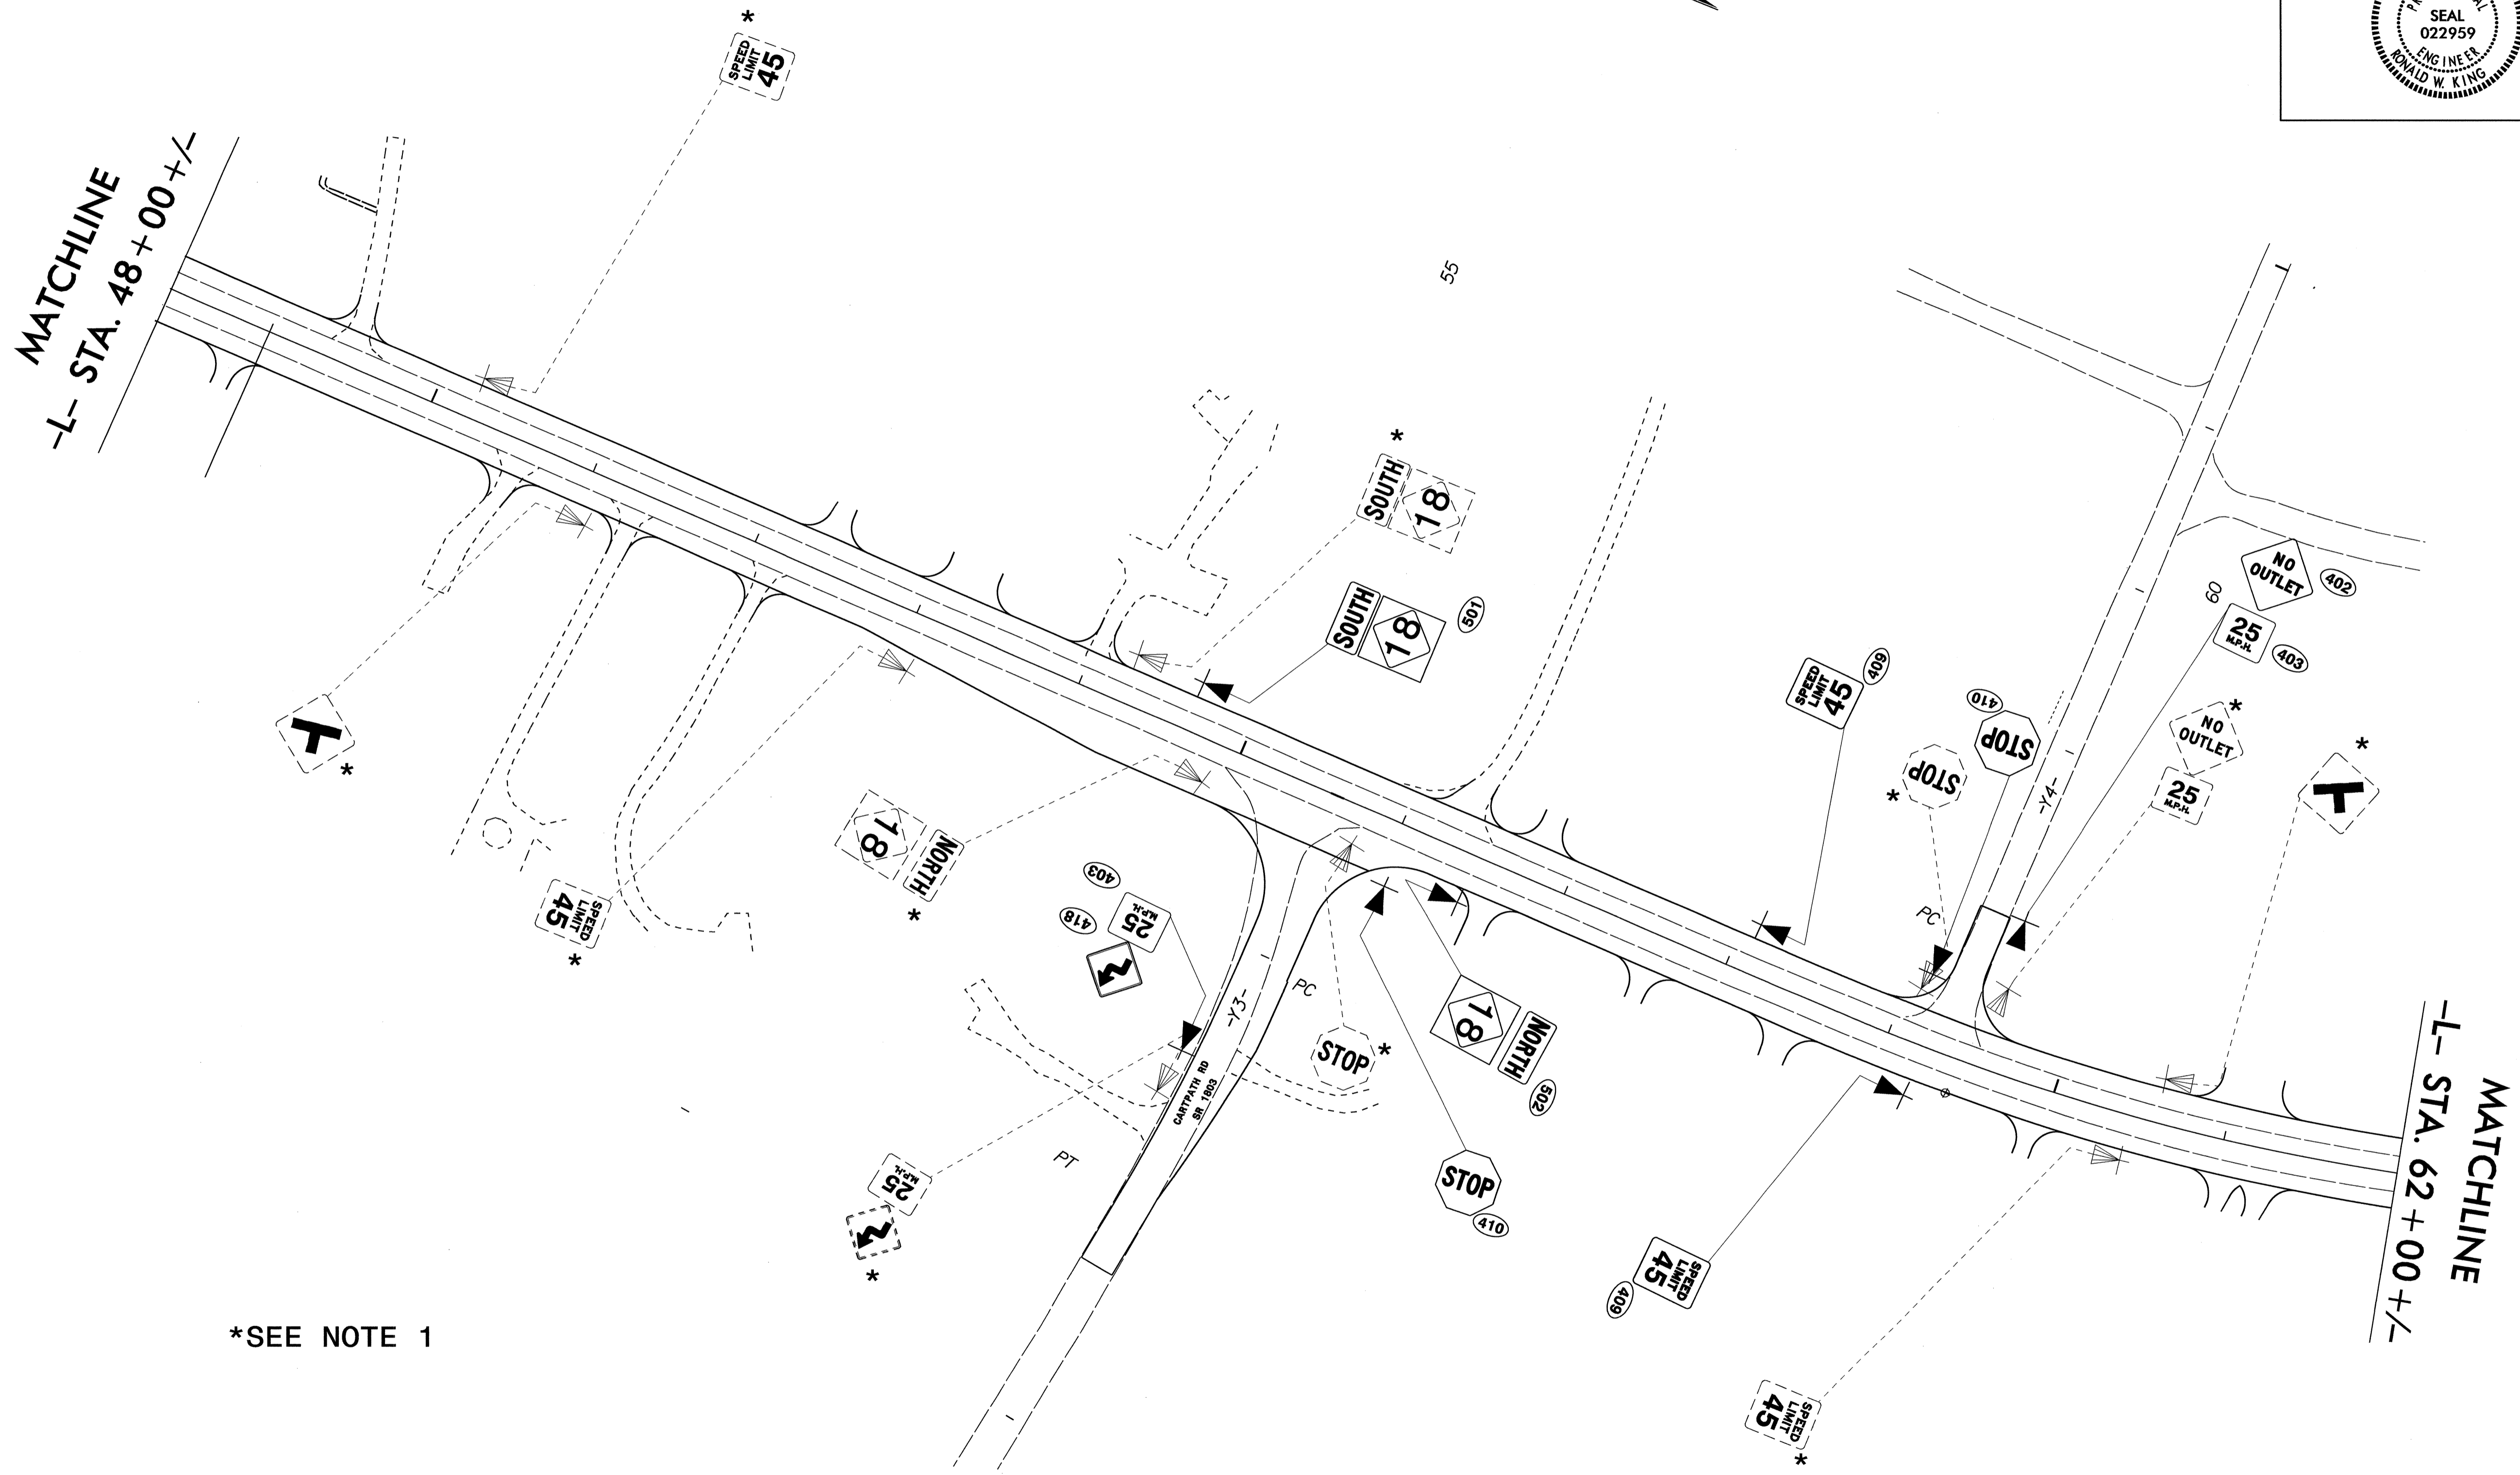 SEAL
022959
ENGINEER
RONALD W. KING
*
SPEED
LIMIT
45
MATCHLINE
-L- STA. 48+00+/-
55
*
SOUTH
18
SOUTH
18
501
NO
OUTLET
402
60
25
M.P.H.
403
SPEED
LIMIT
45
409
410
STOP
STOP
*
NO
OUTLET
*
25
M.P.H.
*
-Y4-
*
18
NORTH
*
403
25
M.P.H.
418
SPEED
LIMIT
45
*
PC
PC
-Y3-
STOP
*
18
NORTH
502
CARTPATH RD
SR 1803
PT
25
M.P.H.
*
STOP
410
SPEED
LIMIT
45
409
MATCHLINE
-L- STA. 62+00+/-
*SEE NOTE 1
SPEED
LIMIT
45
*